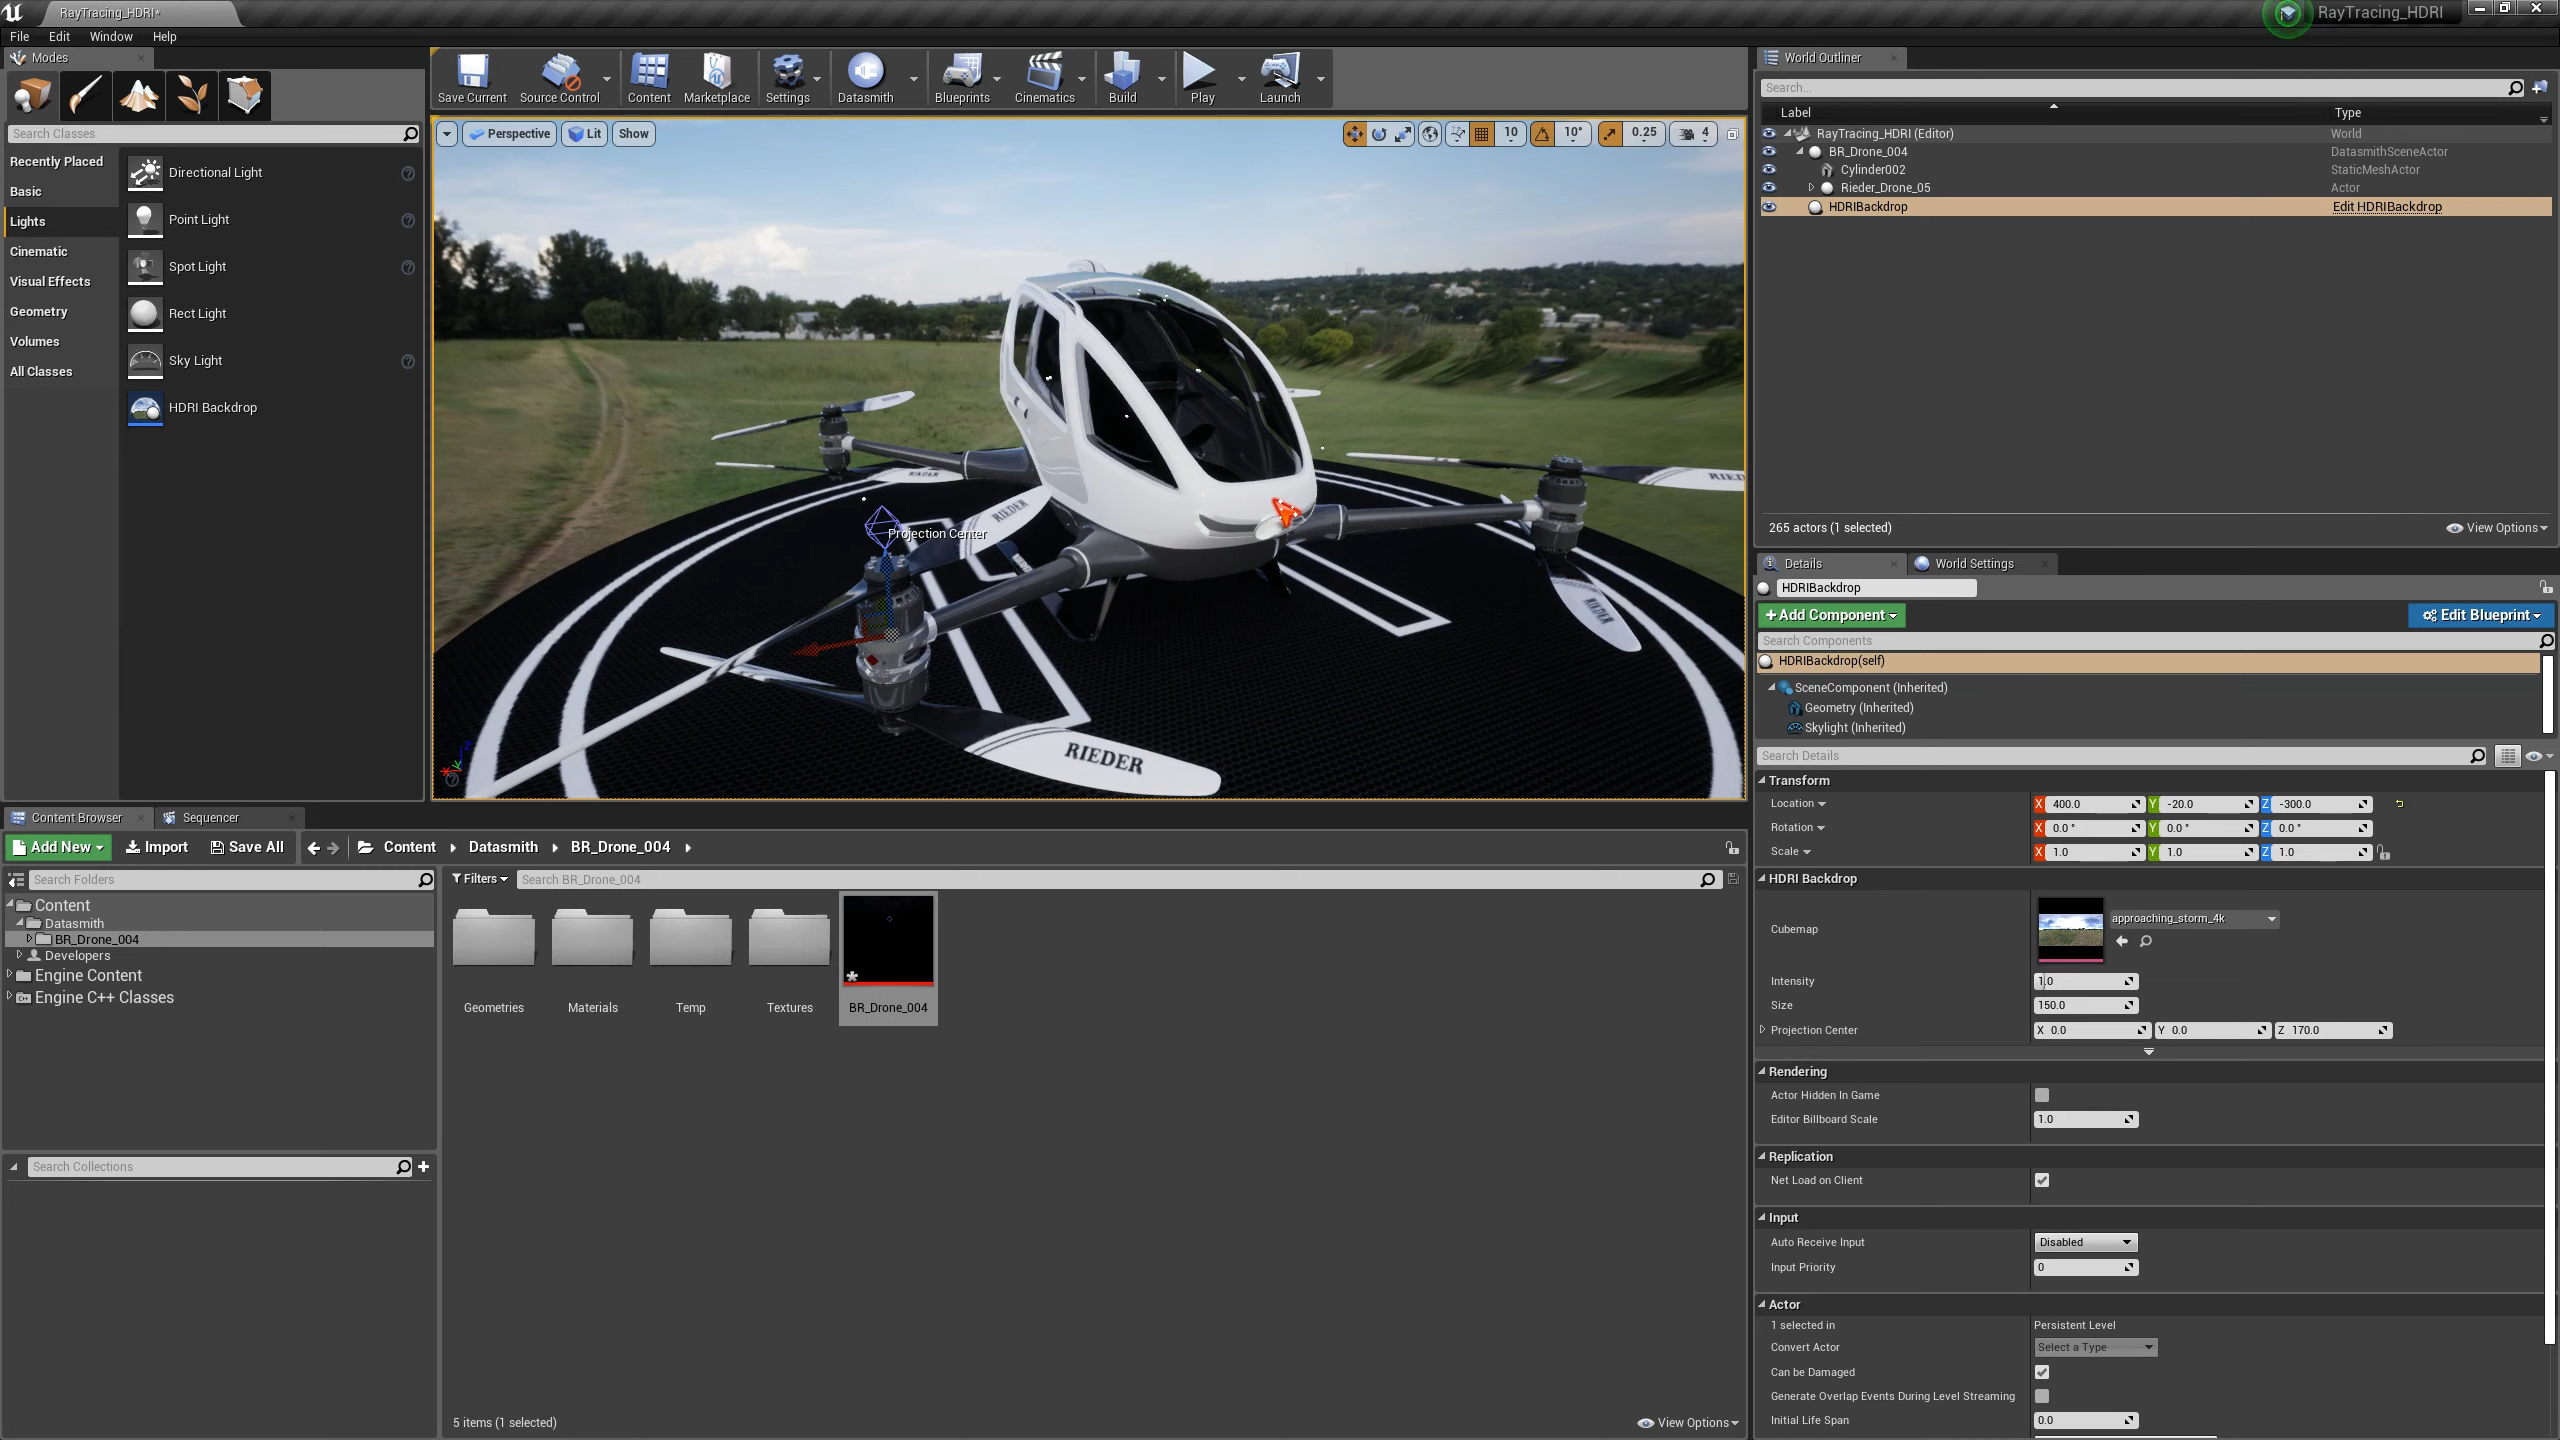 RayTracing_HDRI*
RayTracing_HDRI
File Edit Window Help
Modes
Search Classes
Recently Placed
Basic
Lights
Cinematic
Visual Effects
Geometry
Volumes
All Classes
Directional Light
Point Light
Spot Light
Rect Light
Sky Light
HDRI Backdrop
Save Current Source Control Content Marketplace Settings Datasmith Blueprints Cinematics Build Play Launch
Perspective Lit Show
10 10° 0.25 4
Projection Center
RIEDER
RIEDER
RIEDER
RIEDER
World Outliner
Search...
Label Type
RayTracing_HDRI (Editor) World
BR_Drone_004 DatasmithSceneActor
Cylinder002 StaticMeshActor
Rieder_Drone_05 Actor
HDRIBackdrop Edit HDRIBackdrop
265 actors (1 selected) View Options
Details World Settings
HDRIBackdrop
+Add Component Edit Blueprint
Search Components
HDRIBackdrop(self)
SceneComponent (Inherited)
Geometry (Inherited)
Skylight (Inherited)
Search Details
Transform
Location X 400.0 Y -20.0 Z -300.0
Rotation X 0.0 ° Y 0.0 ° Z 0.0 °
Scale X 1.0 Y 1.0 Z 1.0
HDRI Backdrop
Cubemap approaching_storm_4k
Intensity 1.0
Size 150.0
Projection Center X 0.0 Y 0.0 Z 170.0
Rendering
Actor Hidden In Game
Editor Billboard Scale 1.0
Replication
Net Load on Client
Input
Auto Receive Input Disabled
Input Priority 0
Actor
1 selected in Persistent Level
Convert Actor Select a Type
Can be Damaged
Generate Overlap Events During Level Streaming
Initial Life Span 0.0
Content Browser Sequencer
Add New Import Save All Content Datasmith BR_Drone_004
Search Folders
Content
Datasmith
BR_Drone_004
Developers
Engine Content
Engine C++ Classes
Search Collections
Filters Search BR_Drone_004
Geometries Materials Temp Textures BR_Drone_004
5 items (1 selected) View Options